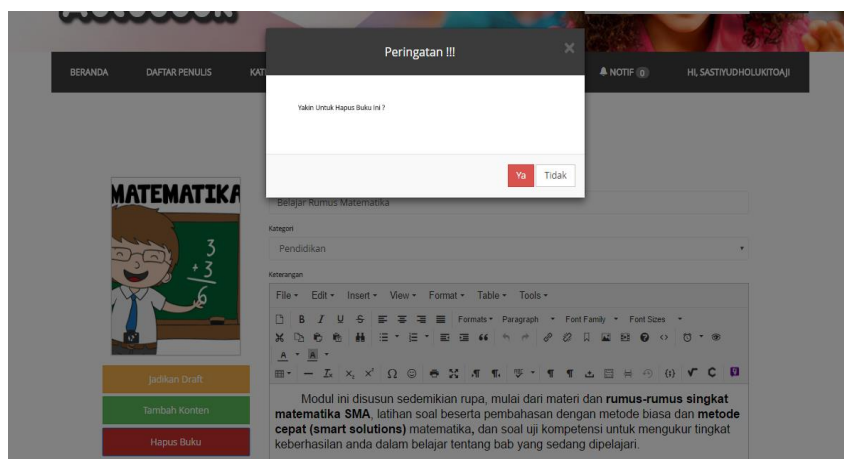 Peringatan !!!
BERANDA
DAFTAR PENULIS
NOTIF 0
HI, SASTIYUDHOLUKITOAJI
Yakin Untuk Hapus Buku Ini ?
Ya
Tidak
MATEMATIKA
3
+ 3
6
Jadikan Draft
Tambah Konten
Hapus Buku
Belajar Rumus Matematika
Kategori
Pendidikan
Keterangan
File Edit Insert View Format Table Tools
Formats Paragraph Font Family Font Sizes
Modul ini disusun sedemikian rupa, mulai dari materi dan rumus-rumus singkat
matematika SMA, latihan soal beserta pembahasan dengan metode biasa dan metode
cepat (smart solutions) matematika, dan soal uji kompetensi untuk mengukur tingkat
keberhasilan anda dalam belajar tentang bab yang sedang dipelajari.